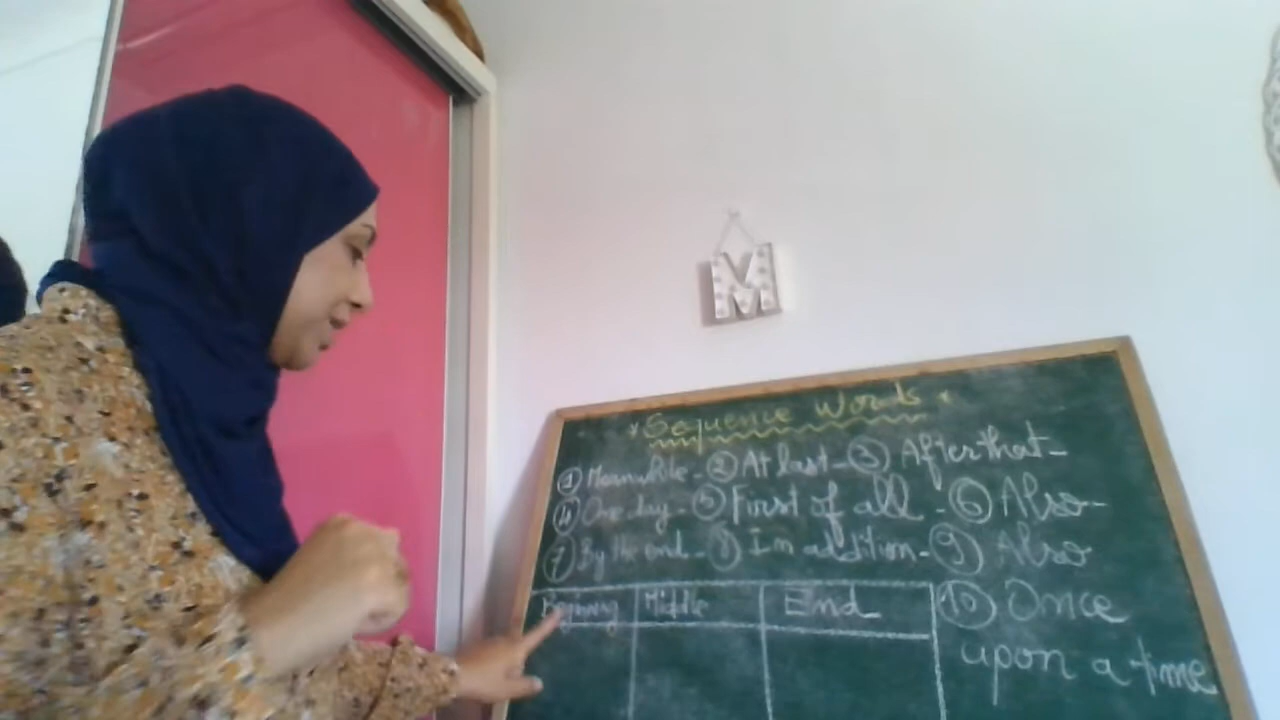 M
* Sequence Words *
① Meanwhile - ② At last - ③ After that -
④ One day - ⑤ First of all - ⑥ Also -
⑦ By the end - ⑧ In addition - ⑨ Also
Beginning Middle End
⑩ Once
upon a time